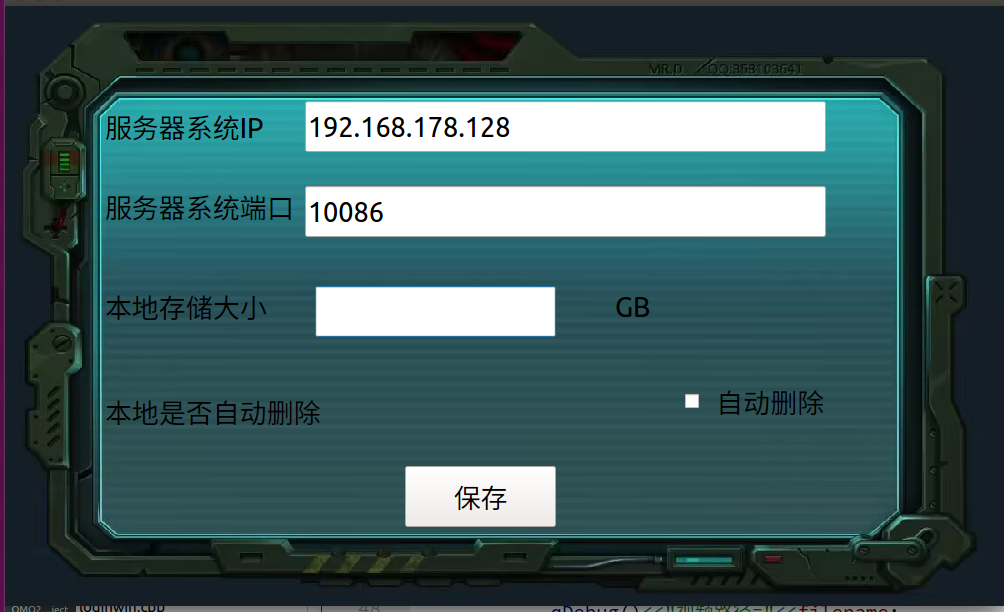 MR.D QQ:358103641
服务器系统IP 192.168.178.128
服务器系统端口 10086
本地存储大小 GB
本地是否自动删除 自动删除
保存
48